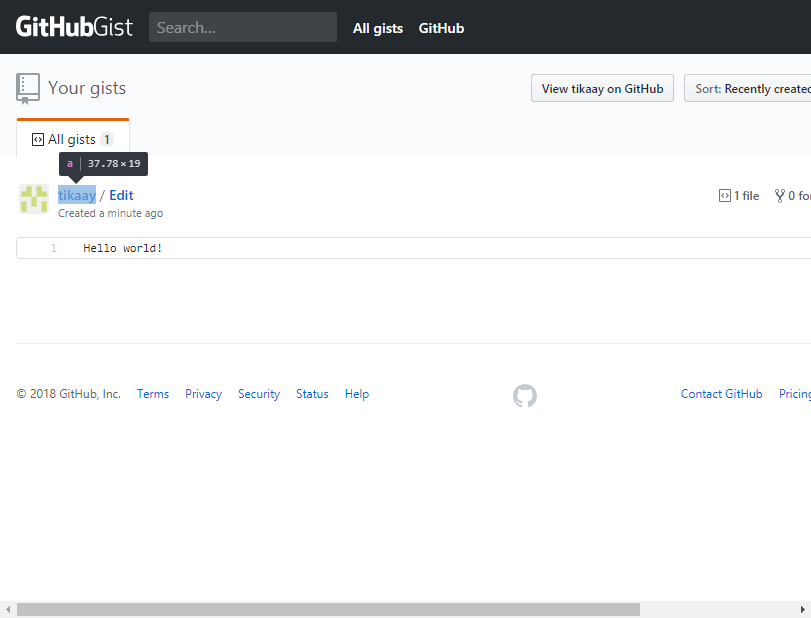 GitHubGist Search... All gists GitHub
Your gists View tikaay on GitHub Sort: Recently created
All gists 1
a 37.78×19
tikaay / Edit 1 file 0 for
Created a minute ago
1 Hello world!
© 2018 GitHub, Inc. Terms Privacy Security Status Help Contact GitHub Pricing